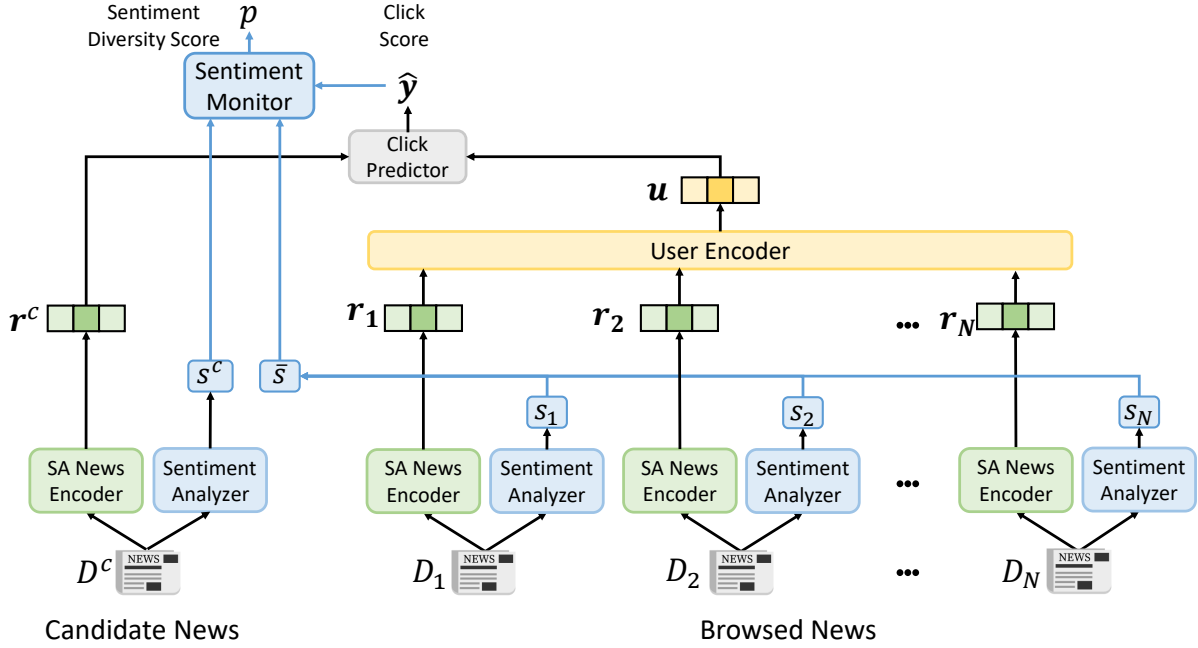 Sentiment
Diversity Score
p
Click
Score
Sentiment
Monitor
ŷ
Click
Predictor
u
User Encoder
r^c
r_1
r_2
... r_N
s^c
s̄
s_1
s_2
s_N
SA News
Encoder
Sentiment
Analyzer
SA News
Encoder
Sentiment
Analyzer
SA News
Encoder
Sentiment
Analyzer
...
SA News
Encoder
Sentiment
Analyzer
D^c
NEWS
D_1
NEWS
D_2
NEWS
...
D_N
NEWS
Candidate News
Browsed News